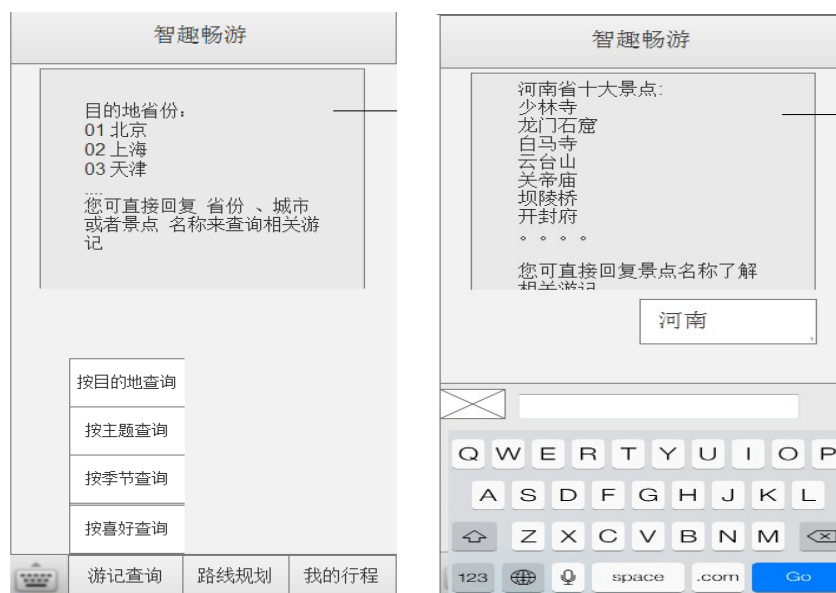 智趣畅游
目的地省份:
01 北京
02 上海
03 天津
....
您可直接回复 省份 、城市
或者景点 名称来查询相关游
记
按目的地查询
按主题查询
按季节查询
按喜好查询
游记查询 路线规划 我的行程
智趣畅游
河南省十大景点:
少林寺
龙门石窟
白马寺
云台山
关帝庙
坝陵桥
开封府
。。。。
您可直接回复景点名称了解
相关游记
河南
Q W E R T Y U I O P
A S D F G H J K L
Z X C V B N M
123 space .com Go